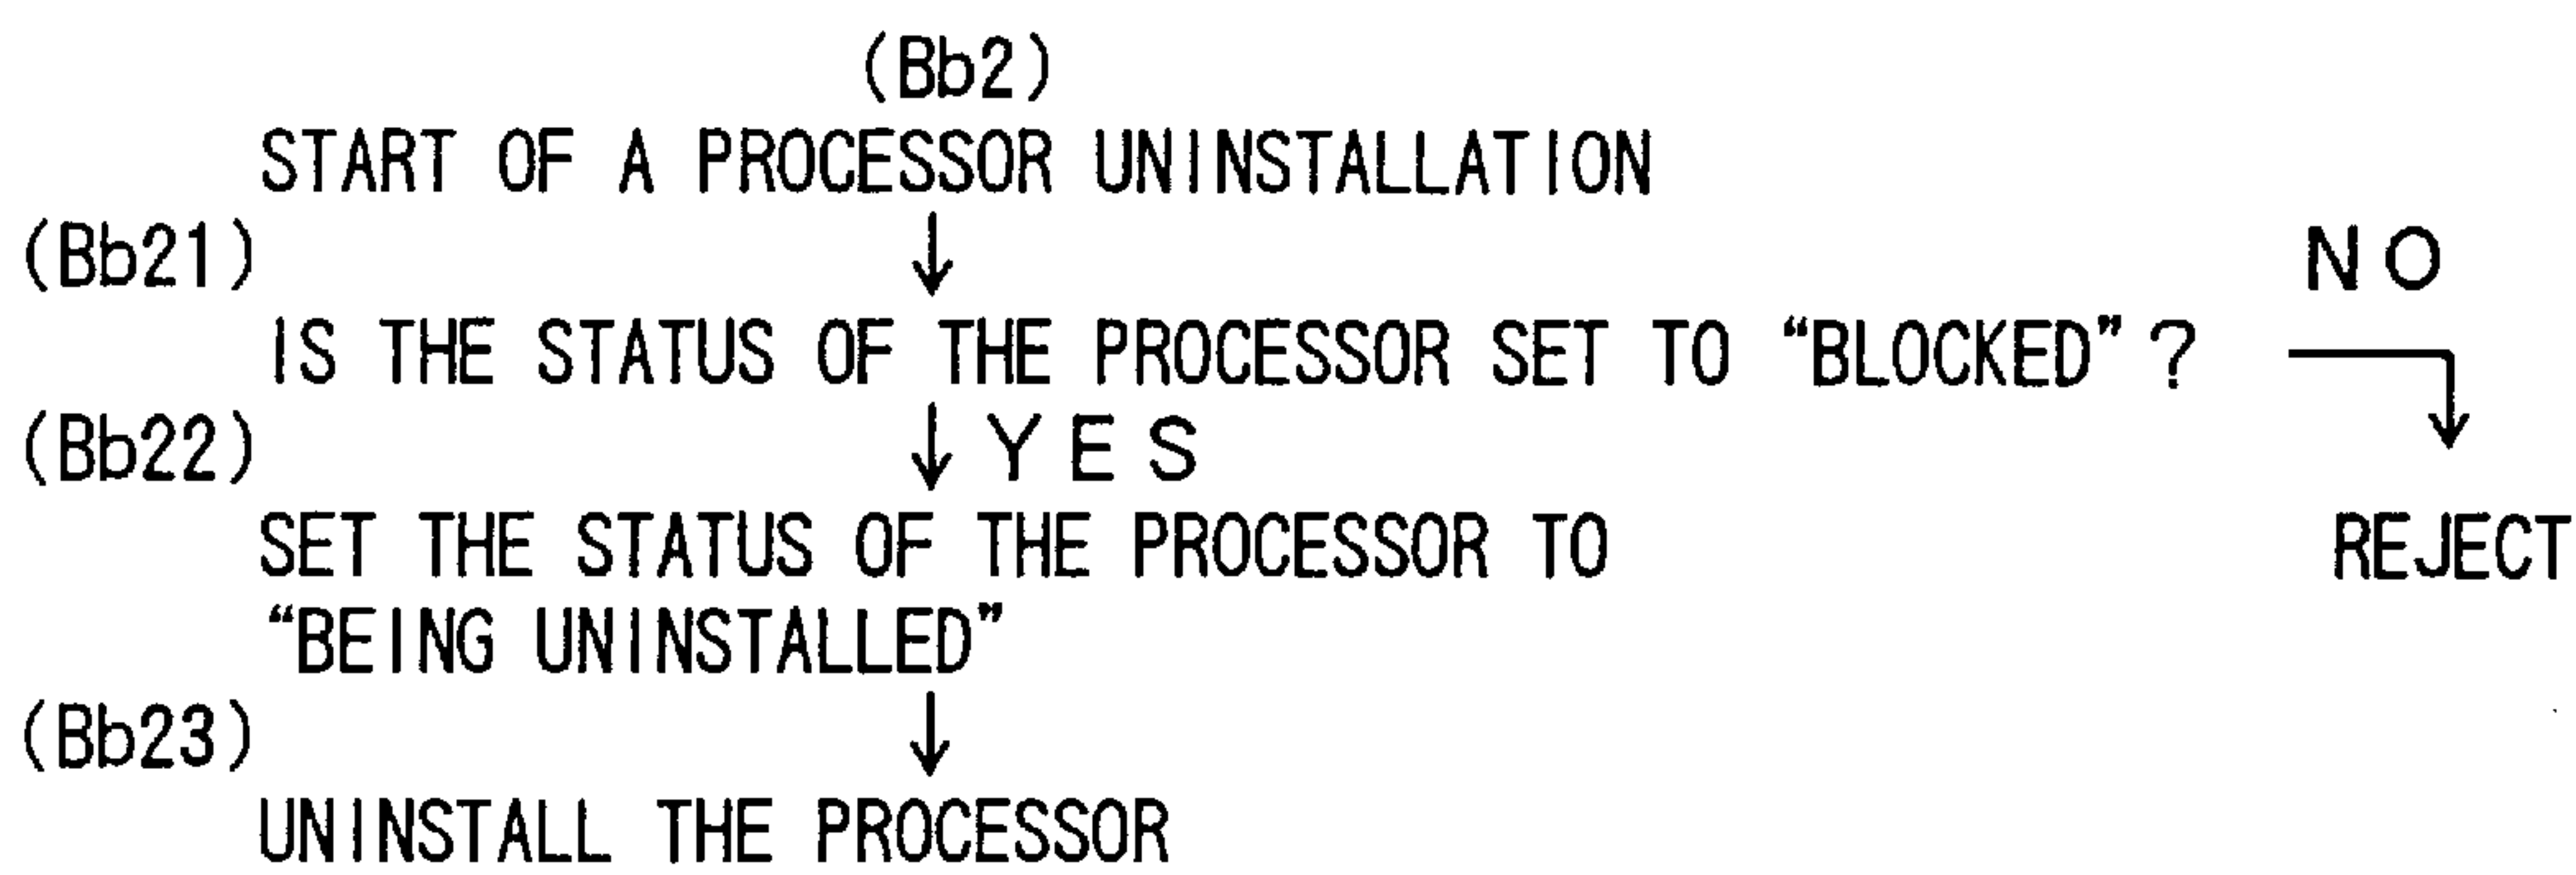 (Bb2)
START OF A PROCESSOR UNINSTALLATION
(Bb21)
NO
IS THE STATUS OF THE PROCESSOR SET TO “BLOCKED”?
(Bb22)
YES
SET THE STATUS OF THE PROCESSOR TO
REJECT
“BEING UNINSTALLED”
(Bb23)
UNINSTALL THE PROCESSOR